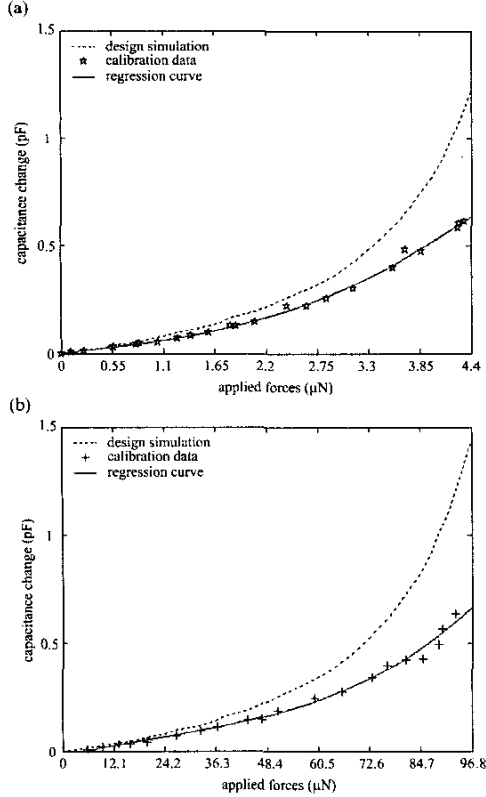 (a)
1.5
design simulation
calibration data
regression curve
1
capacitance change (pF)
0.5
0
0 0.55 1.1 1.65 2.2 2.75 3.3 3.85 4.4
applied forces (μN)
(b)
1.5
design simulation
calibration data
regression curve
1
capacitance change (pF)
0.5
0
0 12.1 24.2 36.3 48.4 60.5 72.6 84.7 96.8
applied forces (μN)